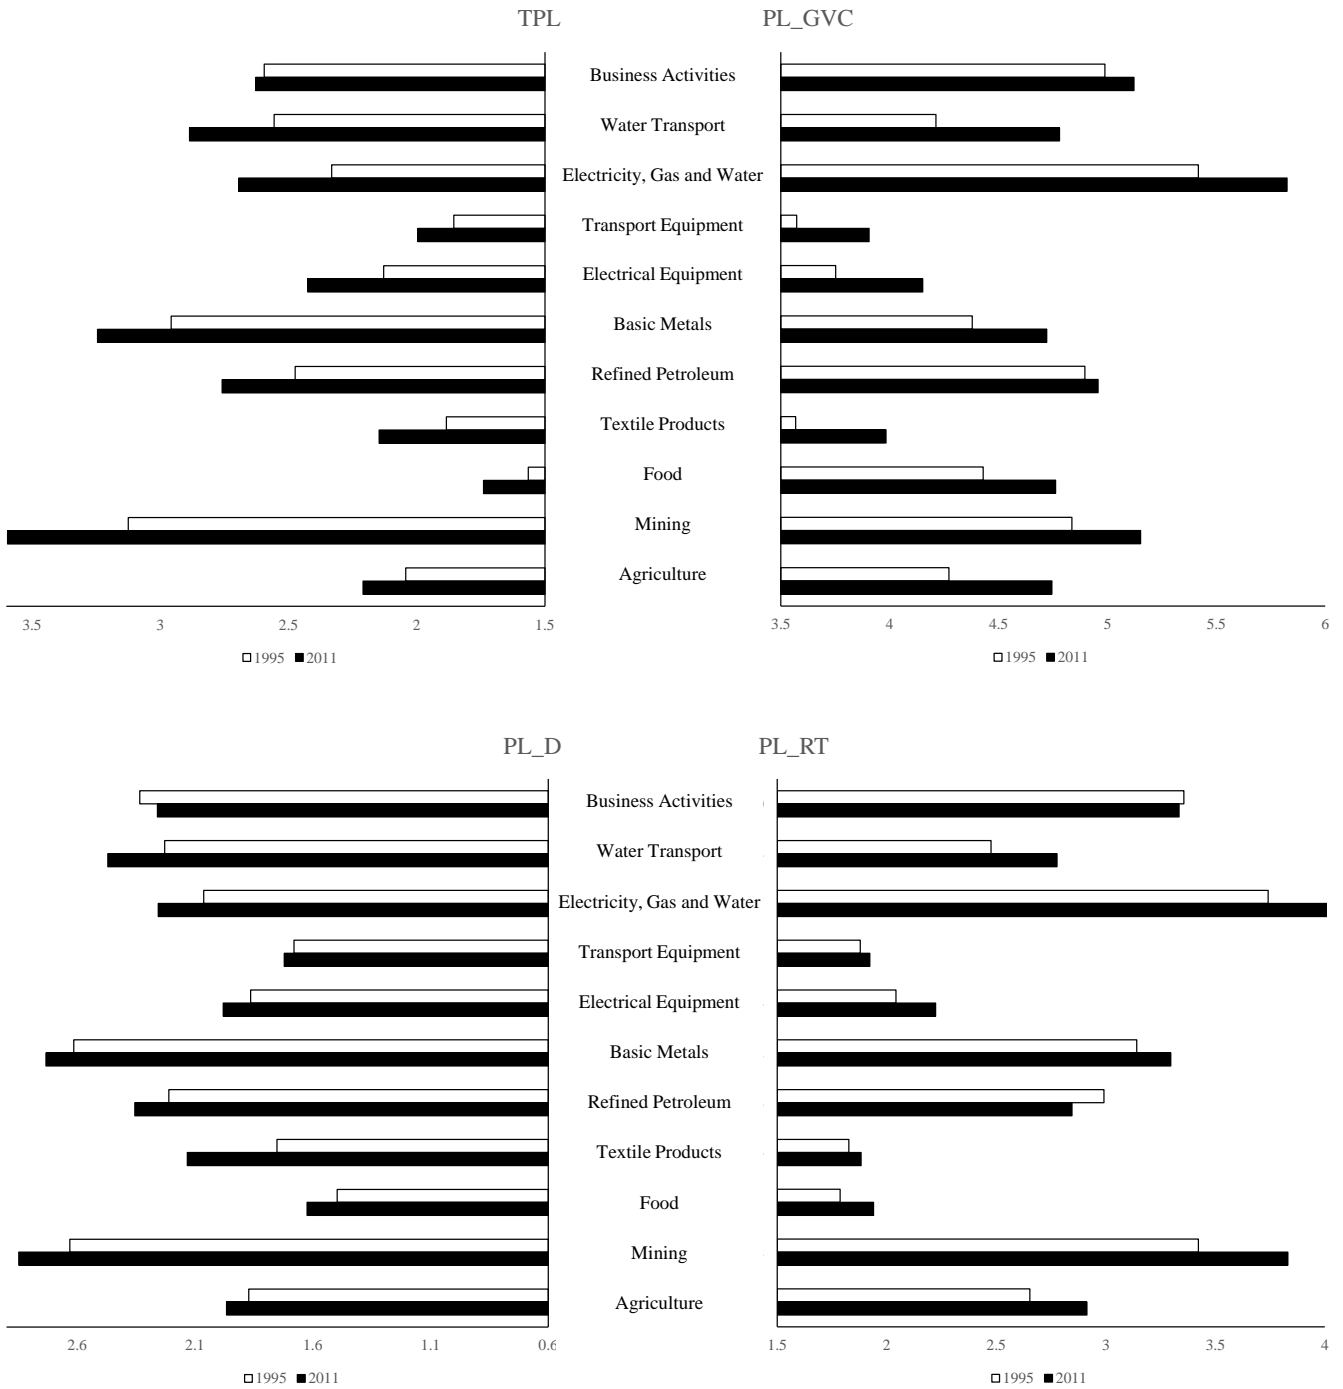 TPL PL_GVC
Business Activities
Water Transport
Electricity, Gas and Water
Transport Equipment
Electrical Equipment
Basic Metals
Refined Petroleum
Textile Products
Food
Mining
Agriculture
3.5 3 2.5 2 1.5 3.5 4 4.5 5 5.5 6
1995 2011 1995 2011
PL_D PL_RT
Business Activities
Water Transport
Electricity, Gas and Water
Transport Equipment
Electrical Equipment
Basic Metals
Refined Petroleum
Textile Products
Food
Mining
Agriculture
2.6 2.1 1.6 1.1 0.6 1.5 2 2.5 3 3.5 4
1995 2011 1995 2011